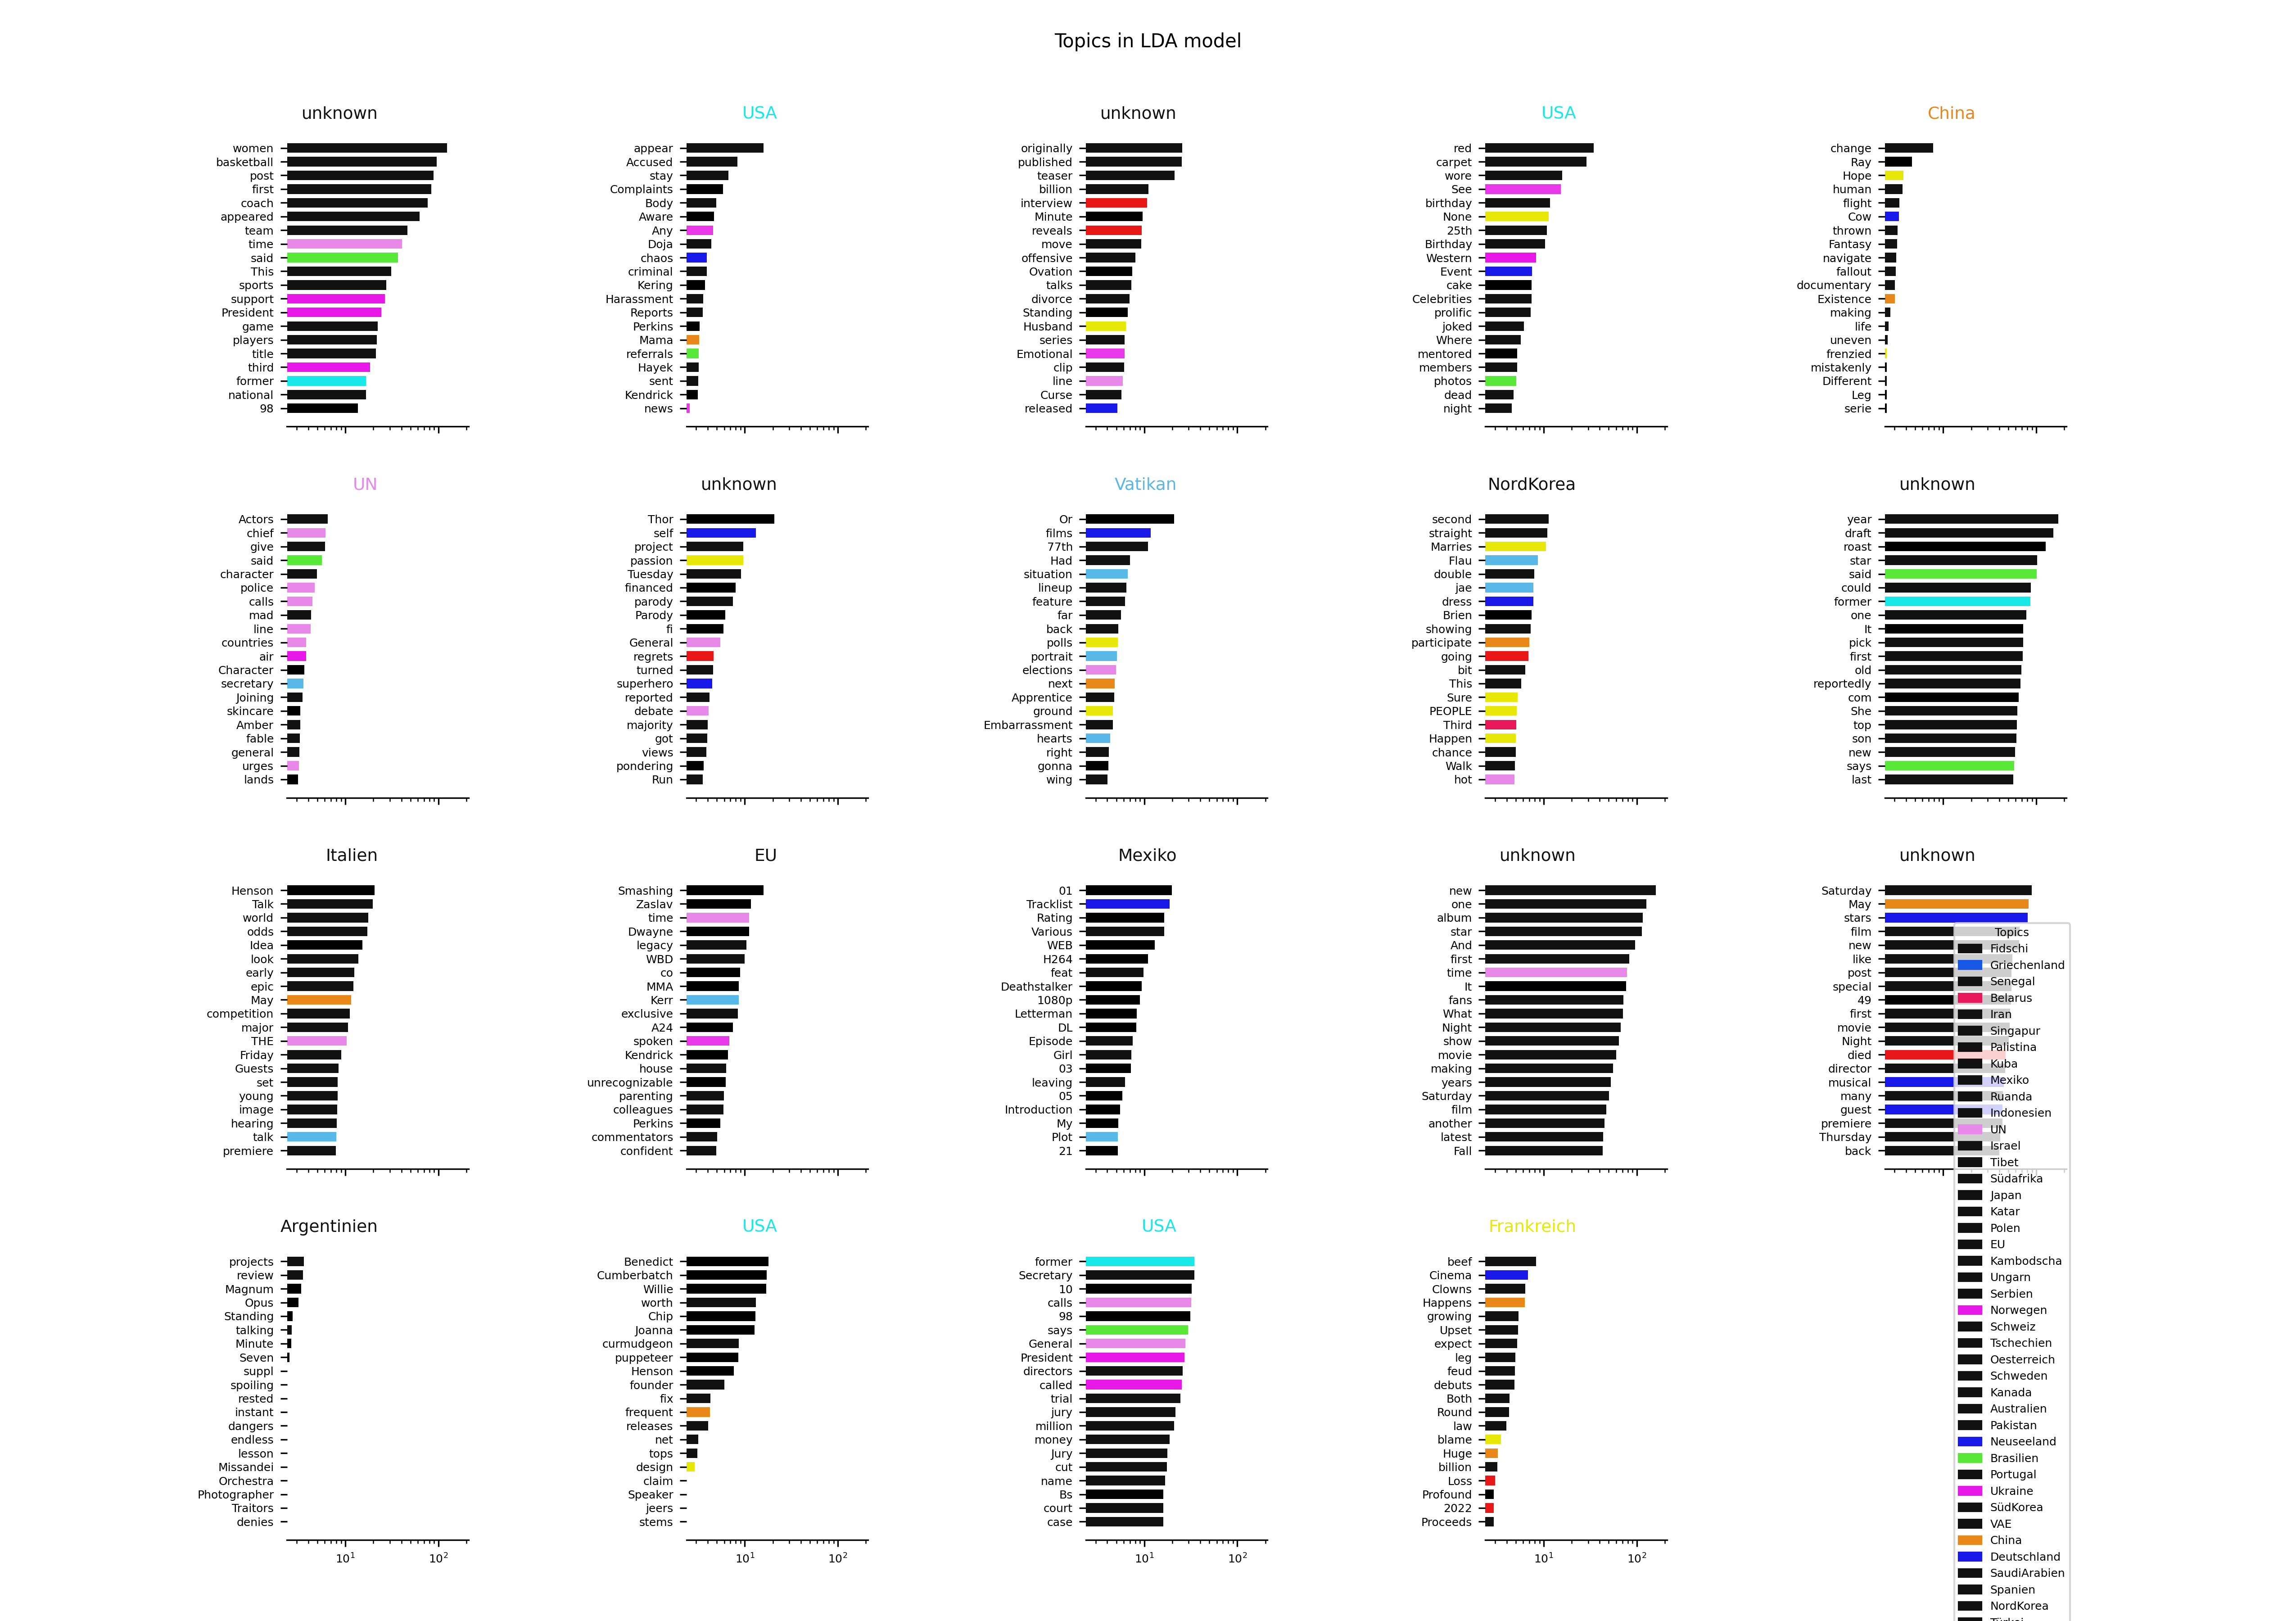 Topics in LDA model
unknown
women
basketball
post
first
coach
appeared
team
time
said
This
sports
support
President
game
players
title
third
former
national
98
USA
appear
Accused
stay
Complaints
Body
Aware
Any
Doja
chaos
criminal
Kering
Harassment
Reports
Perkins
Mama
referrals
Hayek
sent
Kendrick
news
unknown
originally
published
teaser
billion
interview
Minute
reveals
move
offensive
Ovation
talks
divorce
Standing
Husband
series
Emotional
clip
line
Curse
released
USA
red
carpet
wore
See
birthday
None
25th
Birthday
Western
Event
cake
Celebrities
prolific
joked
Where
mentored
members
photos
dead
night
China
change
Ray
Hope
human
flight
Cow
thrown
Fantasy
navigate
fallout
documentary
Existence
making
life
uneven
frenzied
mistakenly
Different
Leg
serie
UN
Actors
chief
give
said
character
police
calls
mad
line
countries
air
Character
secretary
Joining
skincare
Amber
fable
general
urges
lands
unknown
Thor
self
project
passion
Tuesday
financed
parody
Parody
fi
General
regrets
turned
superhero
reported
debate
majority
got
views
pondering
Run
Vatikan
Or
films
77th
Had
situation
lineup
feature
far
back
polls
portrait
elections
next
Apprentice
ground
Embarrassment
hearts
right
gonna
wing
NordKorea
second
straight
Marries
Flau
double
jae
dress
Brien
showing
participate
going
bit
This
Sure
PEOPLE
Third
Happen
chance
Walk
hot
unknown
year
draft
roast
star
said
could
former
one
It
pick
first
old
reportedly
com
She
top
son
new
says
last
Italien
Henson
Talk
world
odds
Idea
look
early
epic
May
competition
major
THE
Friday
Guests
set
young
image
hearing
talk
premiere
EU
Smashing
Zaslav
time
Dwayne
legacy
WBD
co
MMA
Kerr
exclusive
A24
spoken
Kendrick
house
unrecognizable
parenting
colleagues
Perkins
commentators
confident
Mexiko
01
Tracklist
Rating
Various
WEB
H264
feat
Deathstalker
1080p
Letterman
DL
Episode
Girl
03
leaving
05
Introduction
My
Plot
21
unknown
new
one
album
star
And
first
time
It
fans
What
Night
show
movie
making
years
Saturday
film
another
latest
Fall
unknown
Saturday
May
stars
film
new
like
post
special
49
first
movie
Night
died
director
musical
many
guest
premiere
Thursday
back
Argentinien
projects
review
Magnum
Opus
Standing
talking
Minute
Seven
suppl
spoiling
rested
instant
dangers
endless
lesson
Missandei
Orchestra
Photographer
Traitors
denies
10¹ 10²
USA
Benedict
Cumberbatch
Willie
worth
Chip
Joanna
curmudgeon
puppeteer
Henson
founder
fix
frequent
releases
net
tops
design
claim
Speaker
jeers
stems
10¹ 10²
USA
former
Secretary
10
calls
98
says
General
President
directors
called
trial
jury
million
money
Jury
cut
name
Bs
court
case
10¹ 10²
Frankreich
beef
Cinema
Clowns
Happens
growing
Upset
expect
leg
feud
debuts
Both
Round
law
blame
Huge
billion
Loss
Profound
2022
Proceeds
10¹ 10²
Topics
Fidschi
Griechenland
Senegal
Belarus
Iran
Singapur
Palistina
Kuba
Mexiko
Ruanda
Indonesien
UN
Israel
Tibet
Südafrika
Japan
Katar
Polen
EU
Kambodscha
Ungarn
Serbien
Norwegen
Schweiz
Tschechien
Oesterreich
Schweden
Kanada
Australien
Pakistan
Neuseeland
Brasilien
Portugal
Ukraine
SüdKorea
VAE
China
Deutschland
SaudiArabien
Spanien
NordKorea